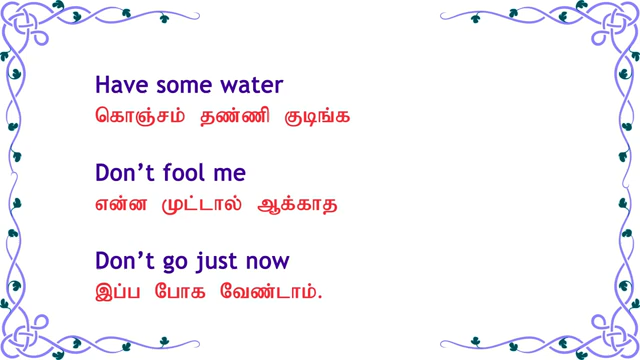 Have some water
கொஞ்சம் தண்ணி குடிங்க
Don't fool me
என்ன முட்டால் ஆக்காத
Don't go just now
இப்ப போக வேண்டாம்.